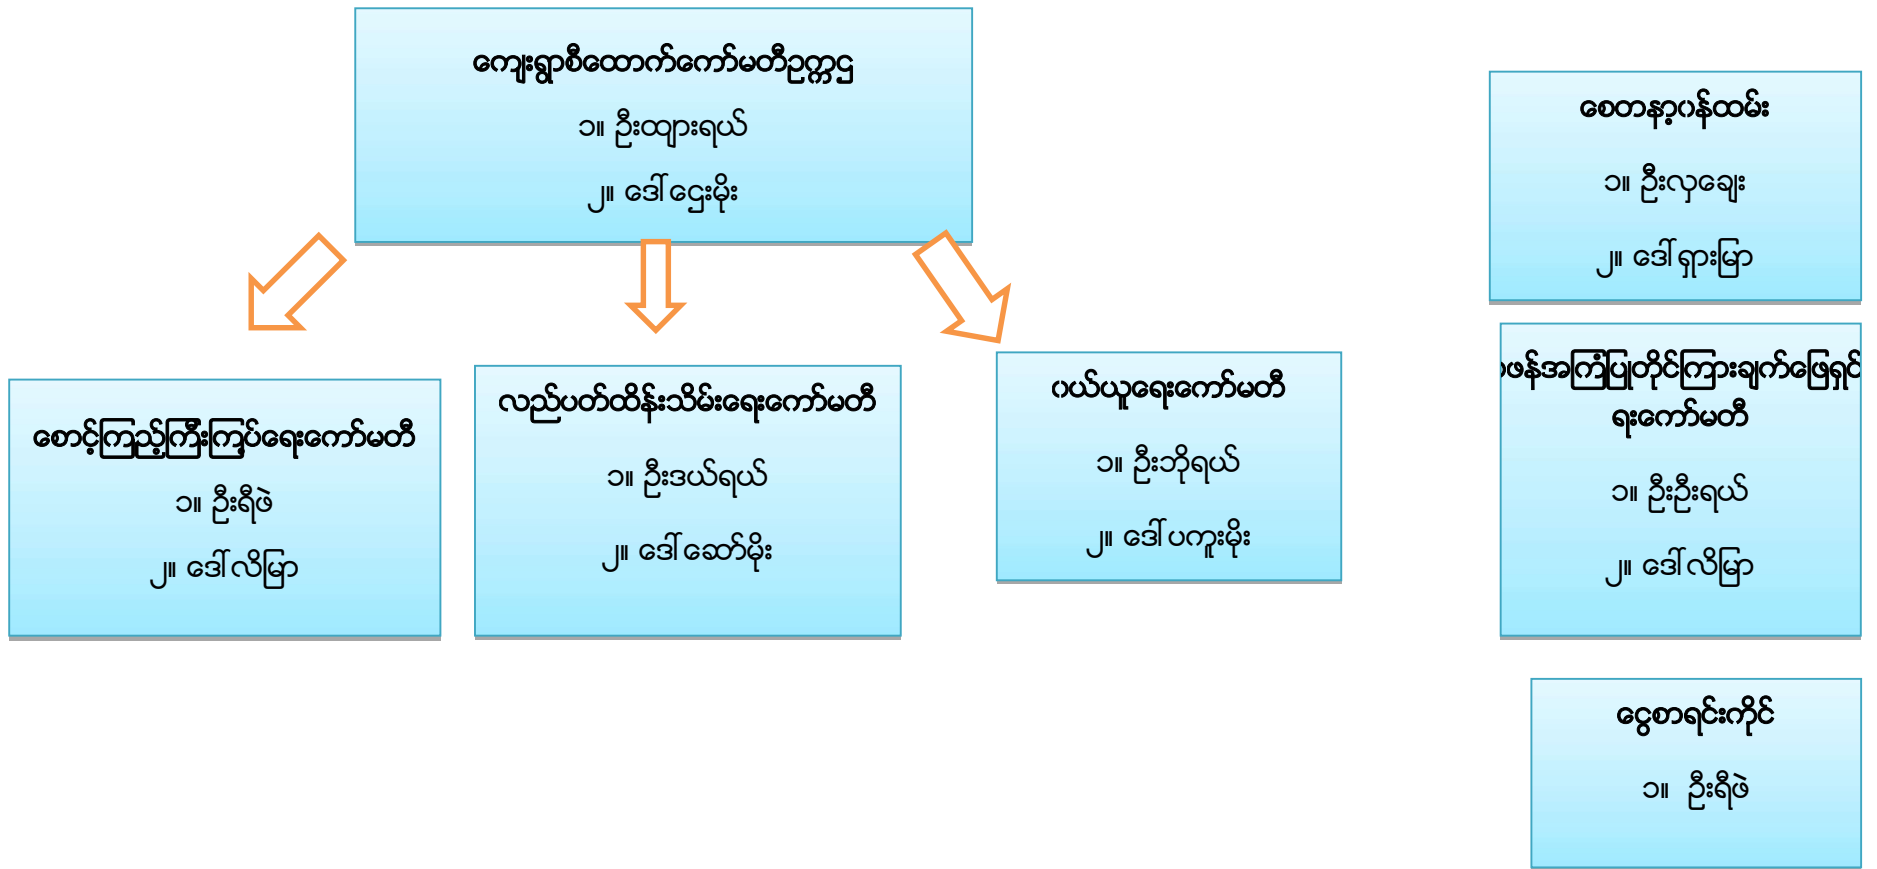 ကျေးရွာစီထောက်ကော်မတီဥက္ကဌ
၁။ ဦးထျားရယ်
၂။ ဒေါ်ဌေးမိုး
စောင့်ကြည့်ကြီးကြပ်ရေးကော်မတီ
၁။ ဦးရီဖဲ
၂။ ဒေါ်လိမြာ
လည်ပတ်ထိန်းသိမ်းရေးကော်မတီ
၁။ ဦးဒယ်ရယ်
၂။ ဒေါ်ဆော်မိုး
ဝယ်ယူရေးကော်မတီ
၁။ ဦးဘိုရယ်
၂။ ဒေါ်ပကူးမိုး
စေတနာ့ဝန်ထမ်း
၁။ ဦးလှချေး
၂။ ဒေါ်ရှားမြာ
ဖန်အကြံပြုတိုင်ကြားချက်ဖြေရှင်
ရေးကော်မတီ
၁။ ဦးဦးရယ်
၂။ ဒေါ်လိမြာ
ငွေစာရင်းကိုင်
၁။ ဦးရီဖဲ